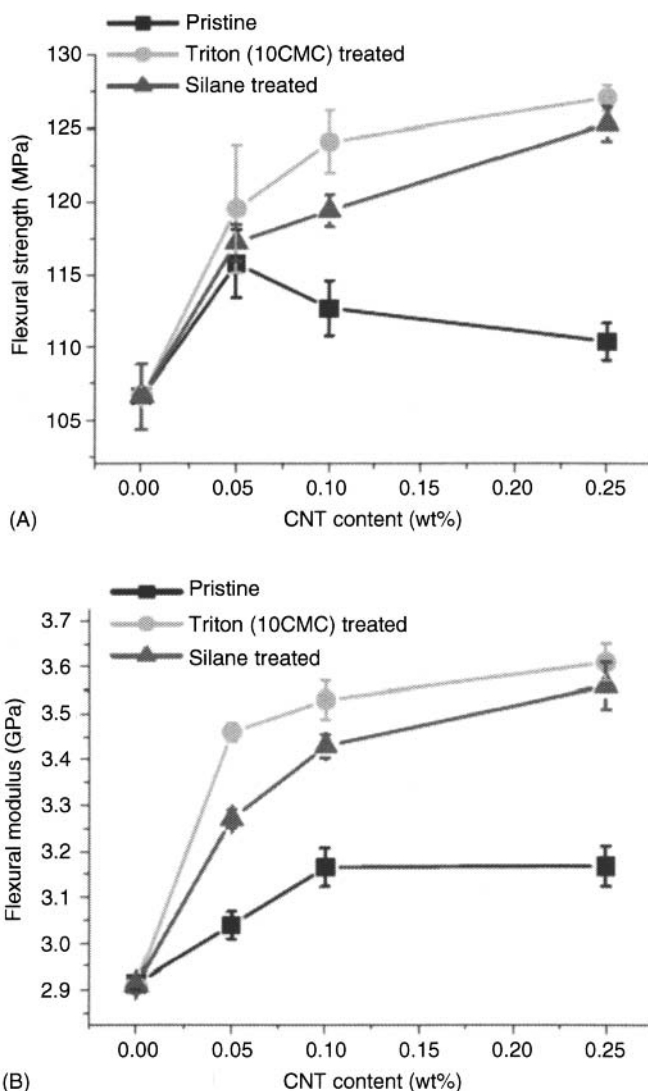 Pristine
Triton (10CMC) treated
Silane treated
130
125
120
115
110
105
Flexural strength (MPa)
0.00 0.05 0.10 0.15 0.20 0.25
(A)
CNT content (wt%)
Pristine
Triton (10CMC) treated
Silane treated
3.7
3.6
3.5
3.4
3.3
3.2
3.1
3.0
2.9
Flexural modulus (GPa)
0.00 0.05 0.10 0.15 0.20 0.25
(B)
CNT content (wt%)